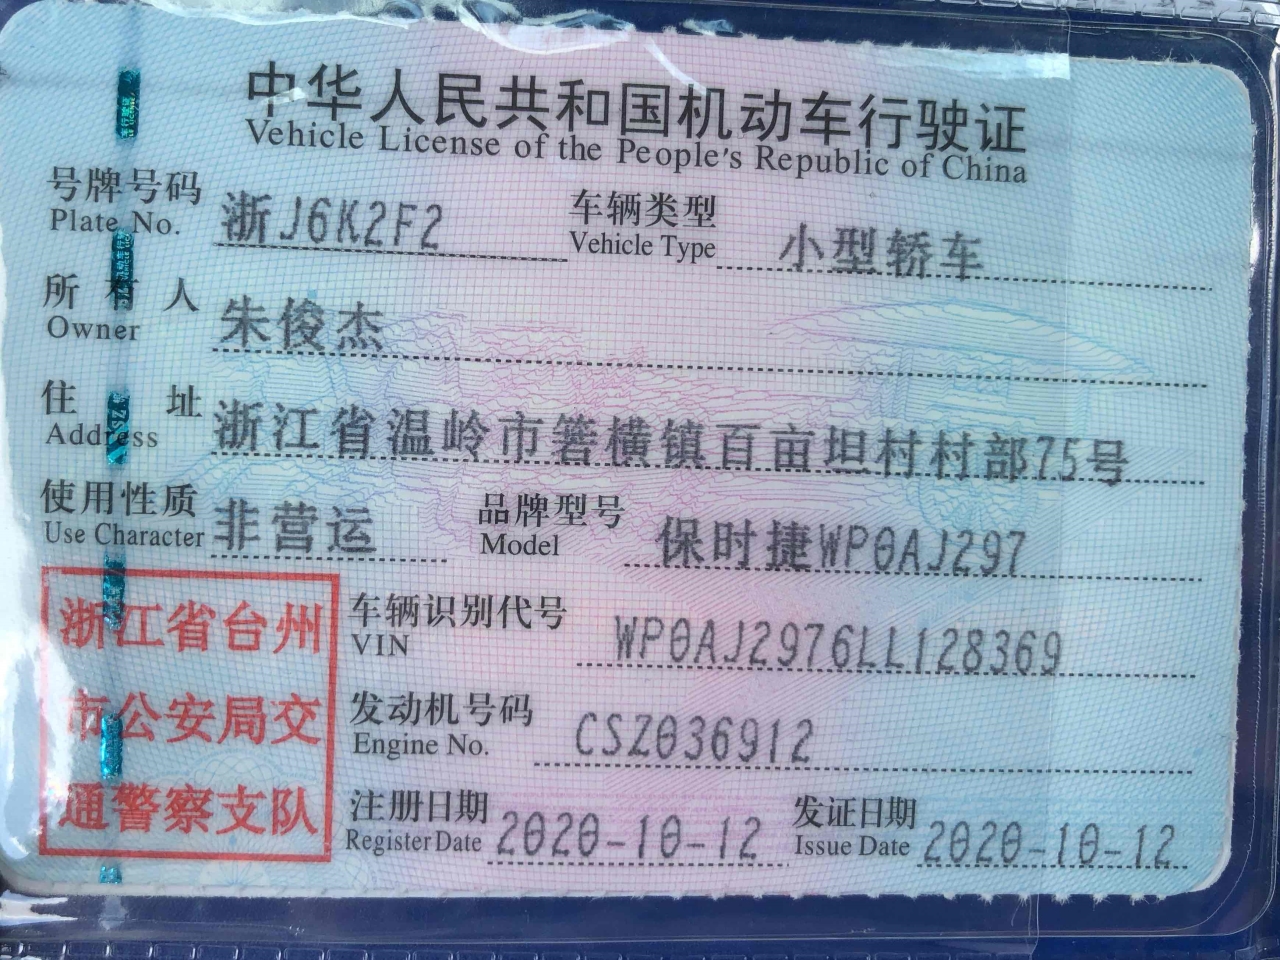 中华人民共和国机动车行驶证
Vehicle License of the People's Republic of China
号牌号码 浙J6K2F2 车辆类型 小型轿车
Plate No. Vehicle Type
所 人 朱俊杰
Owner
住 址 浙江省温岭市箬横镇百亩坦村村部75号
Address
使用性质 非营运 品牌型号 保时捷WP0AJ297
Use Character Model
车辆识别代号 WP0AJ2976LL128369
VIN
发动机号码 CSZ036912
Engine No.
注册日期 2020-10-12 发证日期 2020-10-12
Register Date Issue Date
浙江省台州
市公安局交
通警察支队